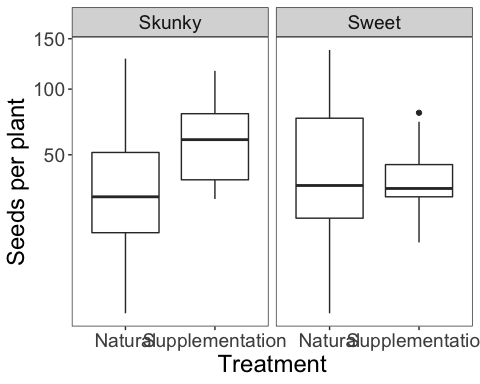 Skunky Sweet
150
100
50
Seeds per plant
Natural Supplementation Natural Supplementatio
Treatment